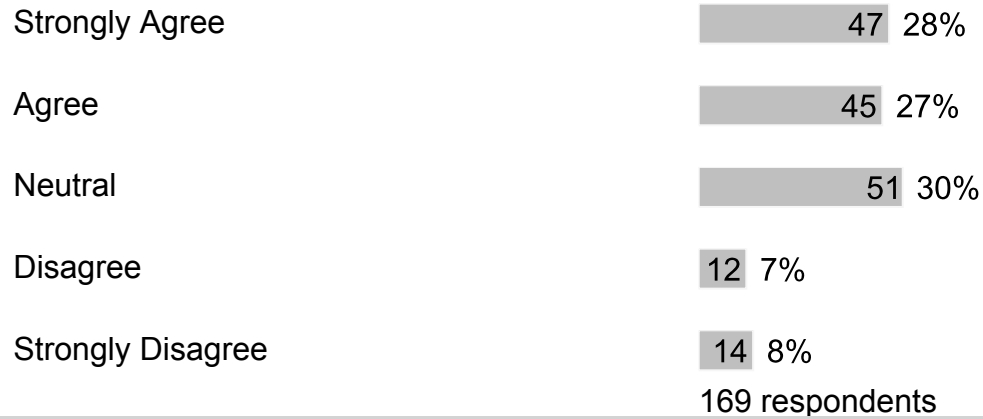 Strongly Agree 47 28%
Agree 45 27%
Neutral 51 30%
Disagree 12 7%
Strongly Disagree 14 8%
169 respondents